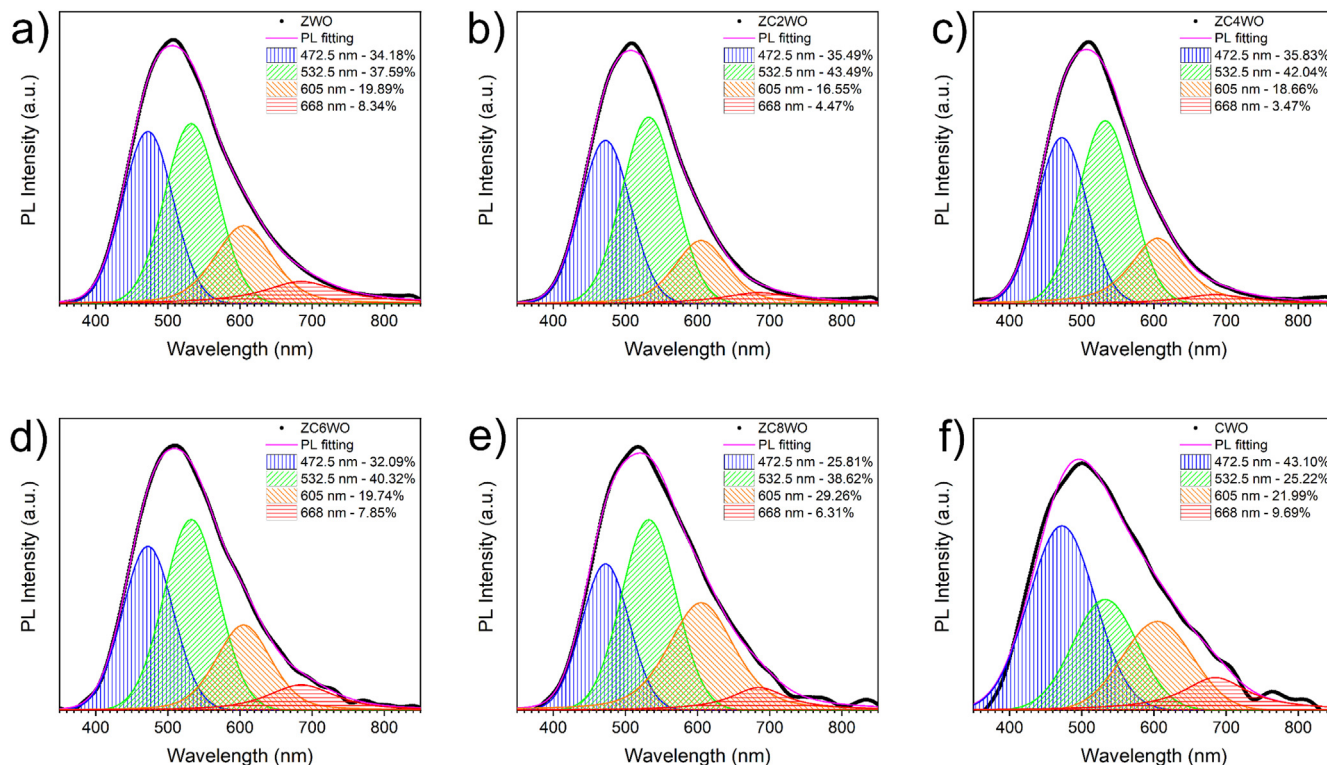 a)
ZWO
PL fitting
472.5 nm - 34.18%
532.5 nm - 37.59%
605 nm - 19.89%
668 nm - 8.34%
PL Intensity (a.u.)
400 500 600 700 800
Wavelength (nm)
b)
ZC2WO
PL fitting
472.5 nm - 35.49%
532.5 nm - 43.49%
605 nm - 16.55%
668 nm - 4.47%
PL Intensity (a.u.)
400 500 600 700 800
Wavelength (nm)
c)
ZC4WO
PL fitting
472.5 nm - 35.83%
532.5 nm - 42.04%
605 nm - 18.66%
668 nm - 3.47%
PL Intensity (a.u.)
400 500 600 700 800
Wavelength (nm)
d)
ZC6WO
PL fitting
472.5 nm - 32.09%
532.5 nm - 40.32%
605 nm - 19.74%
668 nm - 7.85%
PL Intensity (a.u.)
400 500 600 700 800
Wavelength (nm)
e)
ZC8WO
PL fitting
472.5 nm - 25.81%
532.5 nm - 38.62%
605 nm - 29.26%
668 nm - 6.31%
PL Intensity (a.u.)
400 500 600 700 800
Wavelength (nm)
f)
CWO
PL fitting
472.5 nm - 43.10%
532.5 nm - 25.22%
605 nm - 21.99%
668 nm - 9.69%
PL Intensity (a.u.)
400 500 600 700 800
Wavelength (nm)